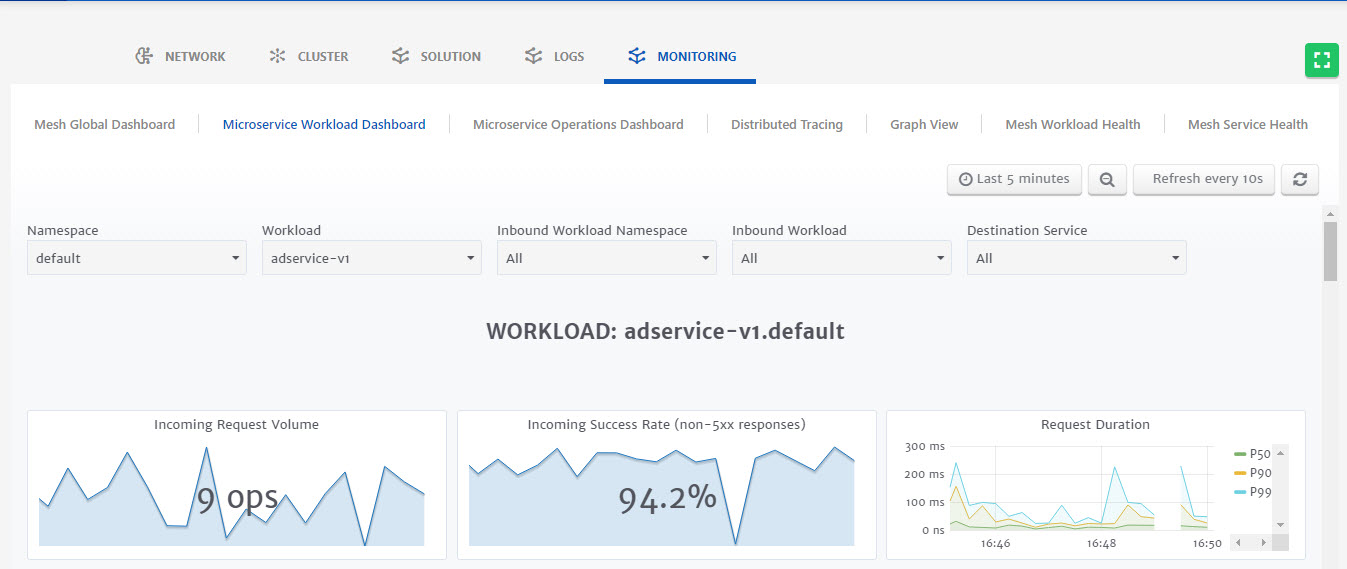 NETWORK CLUSTER SOLUTION LOGS MONITORING
Mesh Global Dashboard Microservice Workload Dashboard Microservice Operations Dashboard Distributed Tracing Graph View Mesh Workload Health Mesh Service Health
Last 5 minutes Refresh every 10s
Namespace Workload Inbound Workload Namespace Inbound Workload Destination Service
default adservice-v1 All All All
WORKLOAD: adservice-v1.default
Incoming Request Volume Incoming Success Rate (non-5xx responses) Request Duration
9 ops 94.2%
300 ms
200 ms
100 ms
0 ns
16:46 16:48 16:50
P50
P90
P99